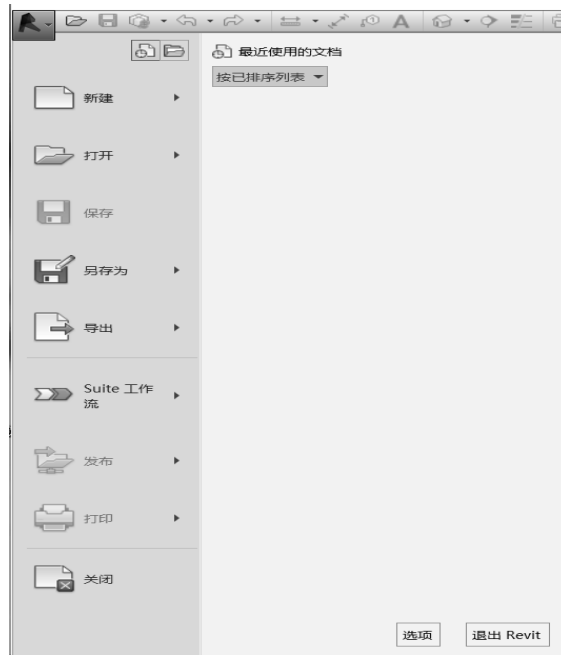 最近使用的文档
按已排序列表
新建
打开
保存
另存为
导出
Suite 工作
流
发布
打印
关闭
选项
退出 Revit